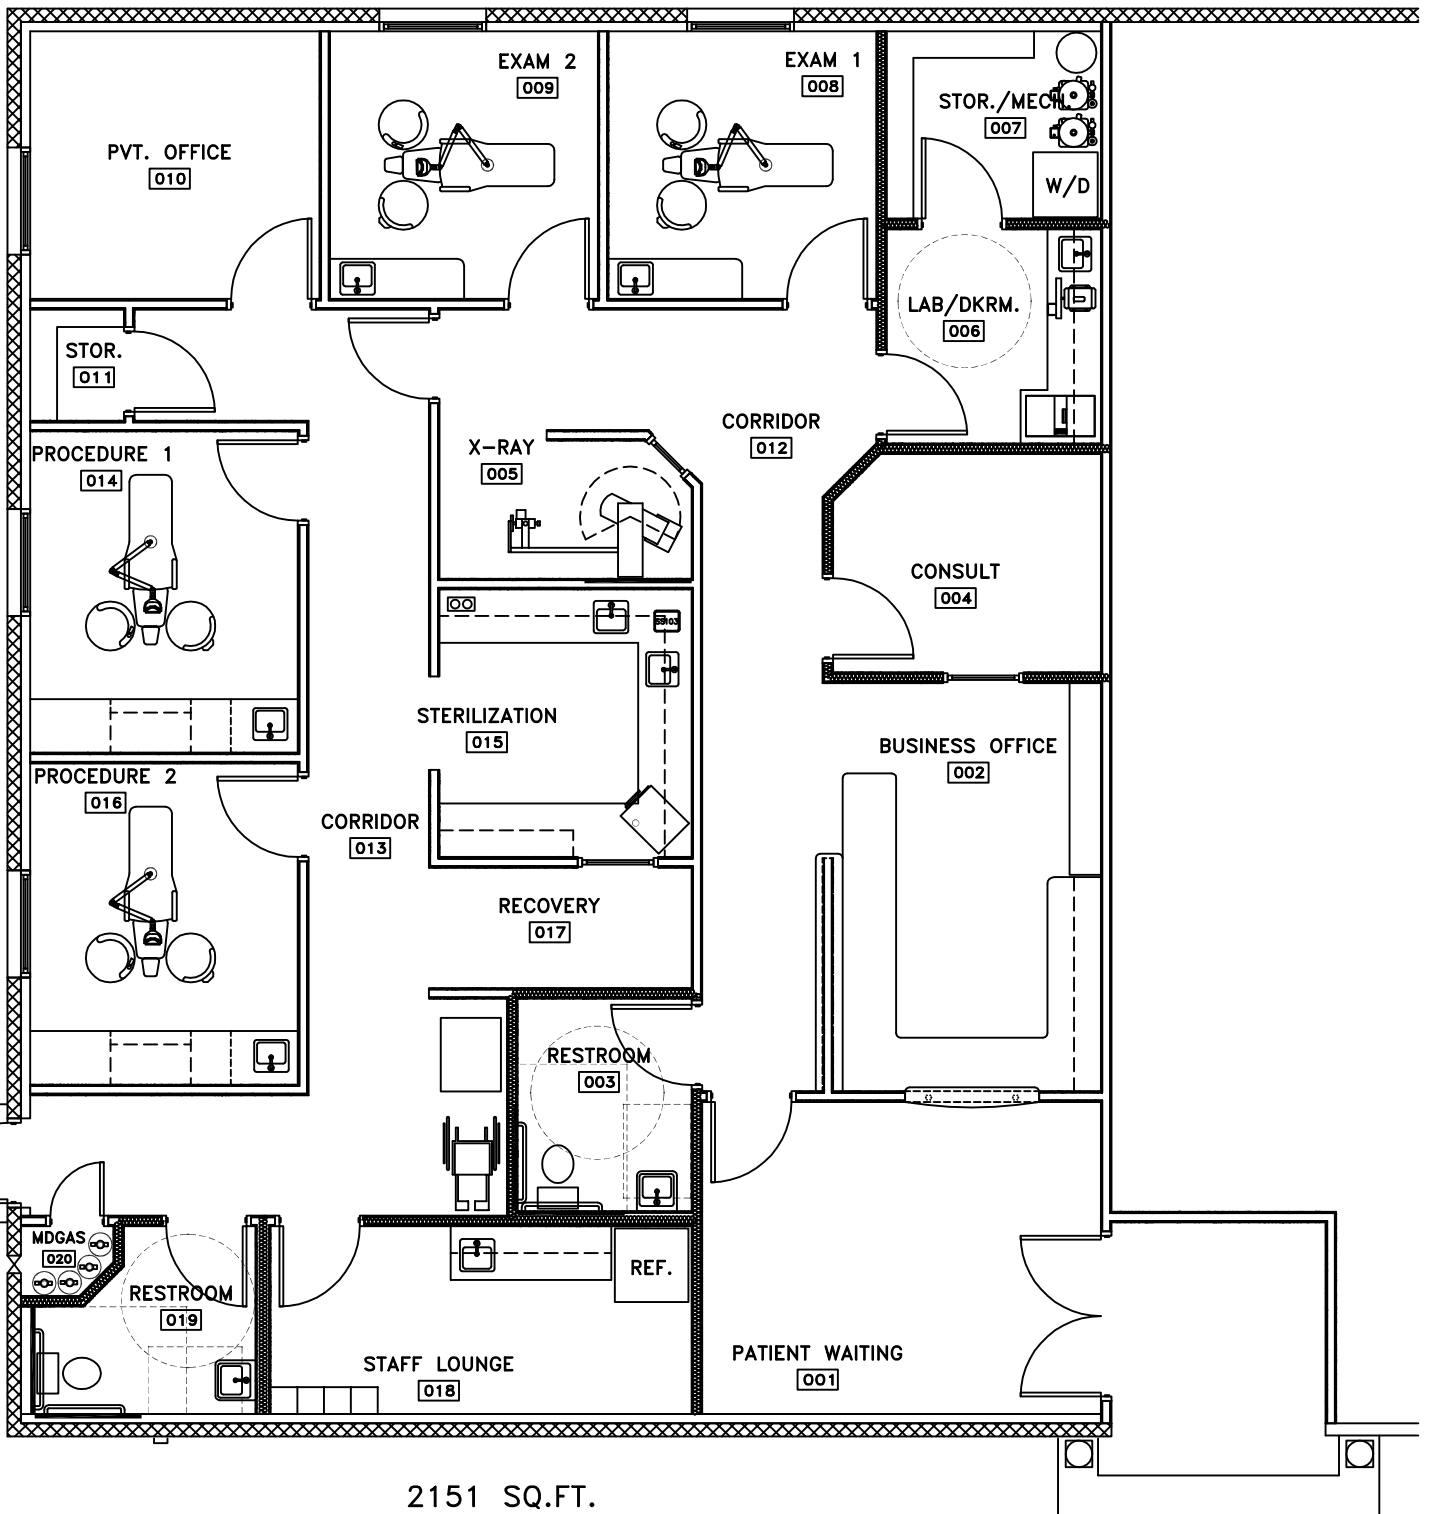 EXAM 2
009
EXAM 1
008
STOR./MECH.
007
PVT. OFFICE
010
W/D
LAB/DKRM.
006
STOR.
011
CORRIDOR
012
X-RAY
005
PROCEDURE 1
014
CONSULT
004
SS103
STERILIZATION
015
BUSINESS OFFICE
002
PROCEDURE 2
016
CORRIDOR
013
RECOVERY
017
RESTROOM
003
MDGAS
020
REF.
RESTROOM
019
PATIENT WAITING
001
STAFF LOUNGE
018
2151 SQ.FT.